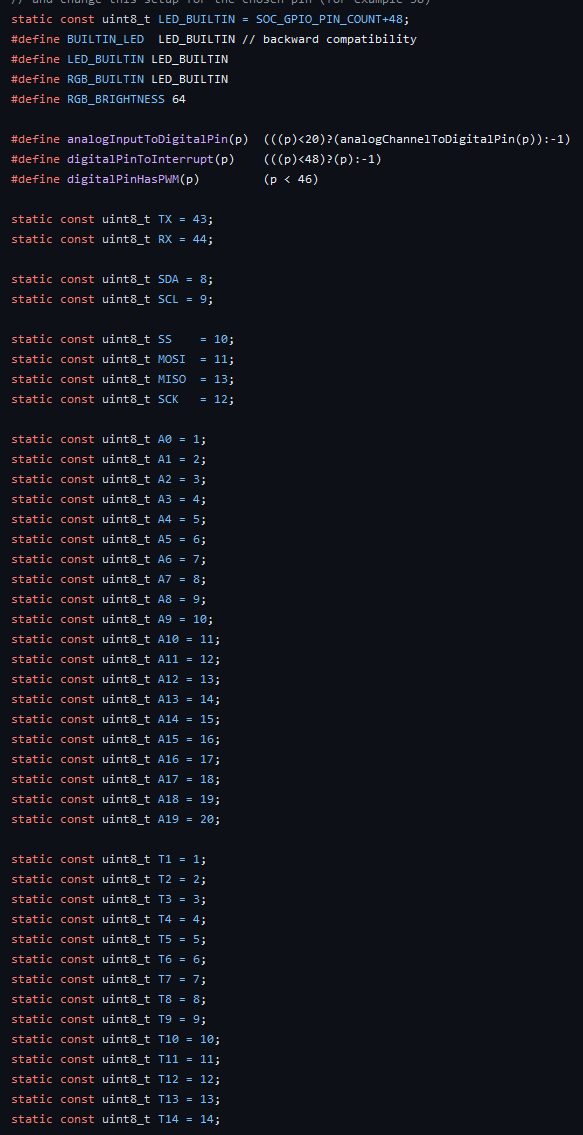 // and change this setup for the chosen pin (for example 38)
static const uint8_t LED_BUILTIN = SOC_GPIO_PIN_COUNT+48;
#define BUILTIN_LED  LED_BUILTIN // backward compatibility
#define LED_BUILTIN LED_BUILTIN
#define RGB_BUILTIN LED_BUILTIN
#define RGB_BRIGHTNESS 64
#define analogInputToDigitalPin(p)  (((p)<20)?(analogChannelToDigitalPin(p)):-1)
#define digitalPinToInterrupt(p)    (((p)<48)?(p):-1)
#define digitalPinHasPWM(p)         (p < 46)
static const uint8_t TX = 43;
static const uint8_t RX = 44;
static const uint8_t SDA = 8;
static const uint8_t SCL = 9;
static const uint8_t SS    = 10;
static const uint8_t MOSI  = 11;
static const uint8_t MISO  = 13;
static const uint8_t SCK   = 12;
static const uint8_t A0 = 1;
static const uint8_t A1 = 2;
static const uint8_t A2 = 3;
static const uint8_t A3 = 4;
static const uint8_t A4 = 5;
static const uint8_t A5 = 6;
static const uint8_t A6 = 7;
static const uint8_t A7 = 8;
static const uint8_t A8 = 9;
static const uint8_t A9 = 10;
static const uint8_t A10 = 11;
static const uint8_t A11 = 12;
static const uint8_t A12 = 13;
static const uint8_t A13 = 14;
static const uint8_t A14 = 15;
static const uint8_t A15 = 16;
static const uint8_t A16 = 17;
static const uint8_t A17 = 18;
static const uint8_t A18 = 19;
static const uint8_t A19 = 20;
static const uint8_t T1 = 1;
static const uint8_t T2 = 2;
static const uint8_t T3 = 3;
static const uint8_t T4 = 4;
static const uint8_t T5 = 5;
static const uint8_t T6 = 6;
static const uint8_t T7 = 7;
static const uint8_t T8 = 8;
static const uint8_t T9 = 9;
static const uint8_t T10 = 10;
static const uint8_t T11 = 11;
static const uint8_t T12 = 12;
static const uint8_t T13 = 13;
static const uint8_t T14 = 14;